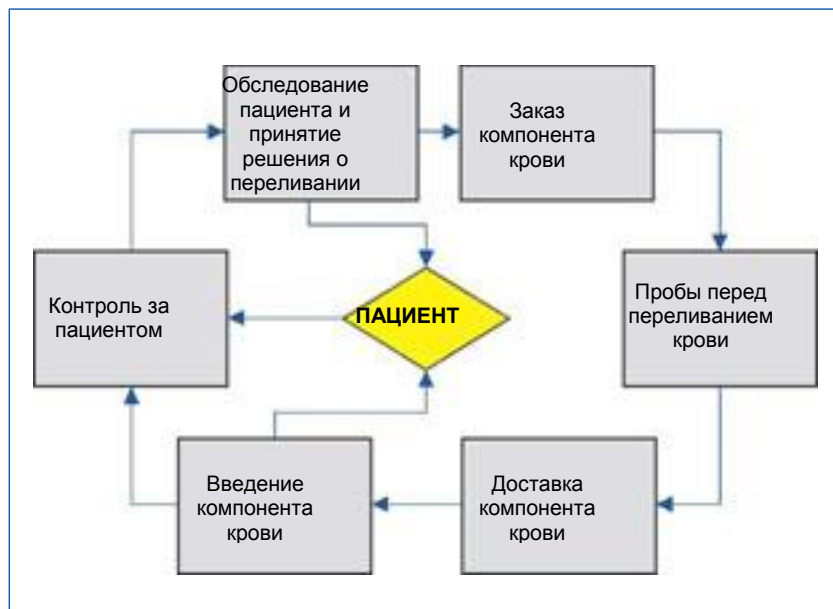 Обследование
пациента и
принятие
решения о
переливании
Заказ
компонента
крови
Пробы перед
переливанием
крови
Доставка
компонента
крови
Введение
компонента
крови
Контроль за
пациентом
ПАЦИЕНТ